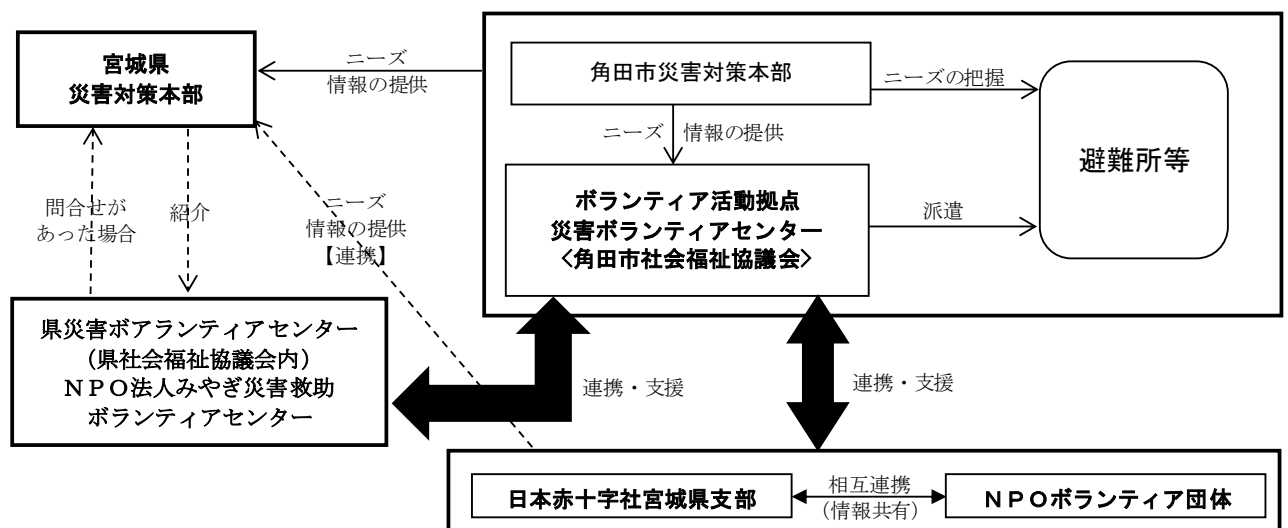 宮城県
災害対策本部
ニーズ
情報の提供
角田市災害対策本部
ニーズの把握
避難所等
ニーズ 情報の提供
ボランティア活動拠点
災害ボランティアセンター
<角田市社会福祉協議会>
派遣
問合せが
あった場合
紹介
ニーズ
情報の提供
【連携】
県災害ボアランティアセンター
(県社会福祉協議会内)
NPO法人みやぎ災害救助
ボランティアセンター
連携・支援
連携・支援
日本赤十字社宮城県支部
相互連携
(情報共有)
NPOボランティア団体